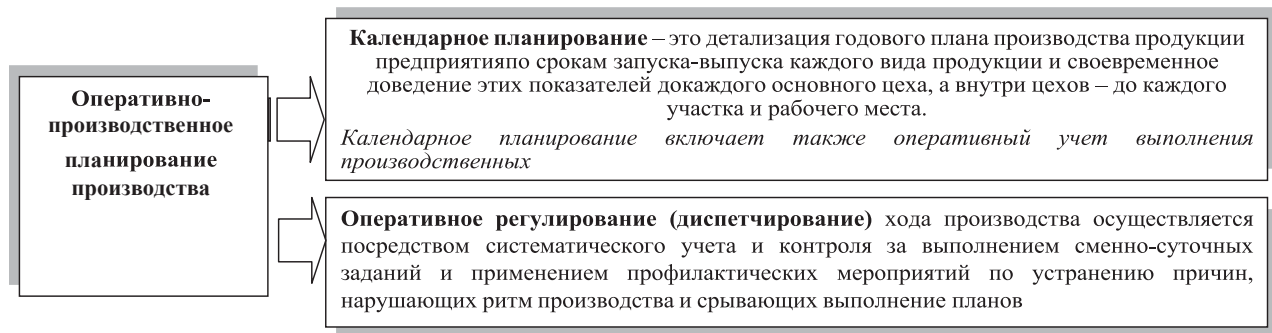 Оперативно-
производственное
планирование
производства
Календарное планирование – это детализация годового плана производства продукции
предприятияпо срокам запуска-выпуска каждого вида продукции и своевременное
доведение этих показателей докаждого основного цеха, а внутри цехов – до каждого
участка и рабочего места.
Календарное планирование включает также оперативный учет выполнения
производственных
Оперативное регулирование (диспетчирование) хода производства осуществляется
посредством систематического учета и контроля за выполнением сменно-суточных
заданий и применением профилактических мероприятий по устранению причин,
нарушающих ритм производства и срывающих выполнение планов